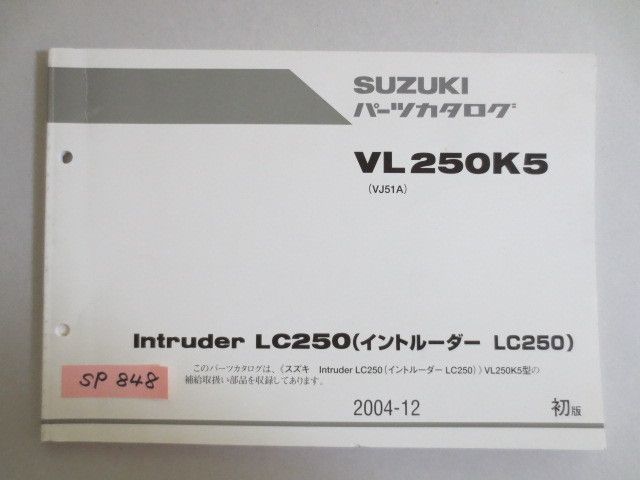 SUZUKI
パーツカタログ
VL250K5
(VJ51A)
Intruder LC250(イントルーダー LC250)
このパーツカタログは、《スズキ Intruder LC250(イントルーダー LC250)》VL250K5型の
補給取扱い部品を収録してあります。
SP 848
2004-12 初版